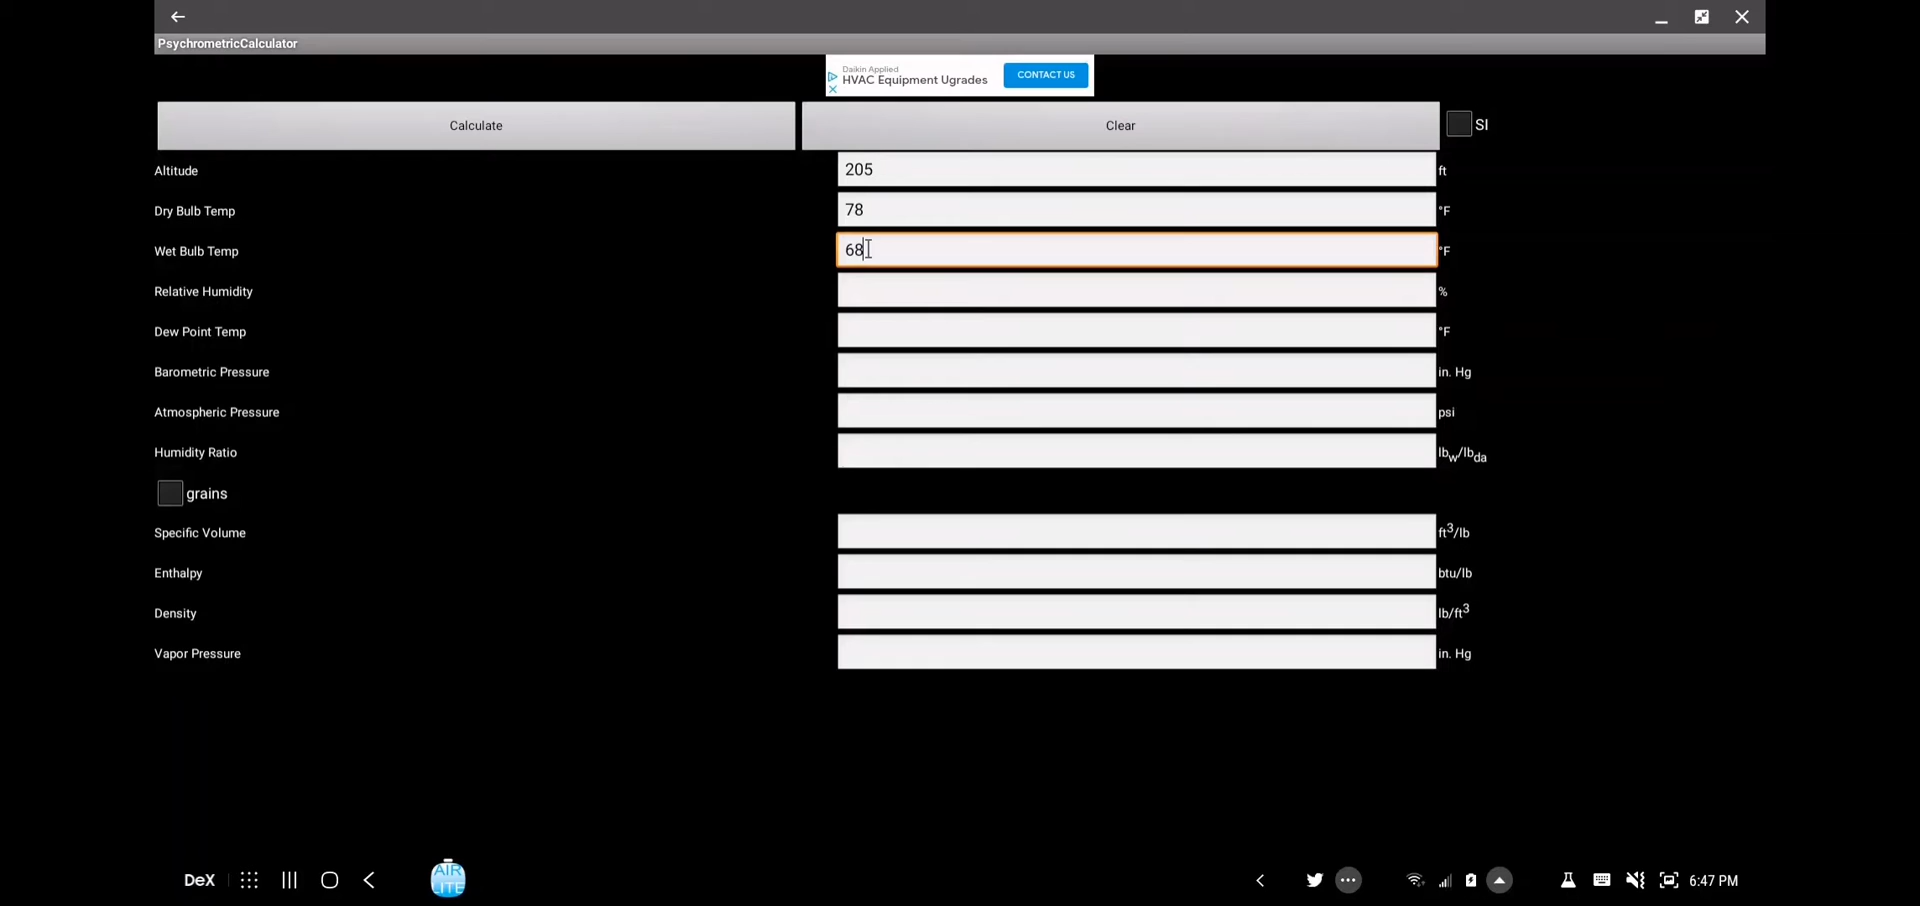 PsychrometricCalculator
Daikin Applied
HVAC Equipment Ugrades
CONTACT US
Calculate
Clear
SI
Altitude
205
ft
Dry Bulb Temp
78
°F
Wet Bulb Temp
68
°F
Relative Humidity
%
Dew Point Temp
°F
Barometric Pressure
in. Hg
Atmospheric Pressure
psi
Humidity Ratio
lbw/lbda
grains
Specific Volume
ft3/lb
Enthalpy
btu/lb
Density
lb/ft3
Vapor Pressure
in. Hg
DeX
AIR
LITE
6:47 PM